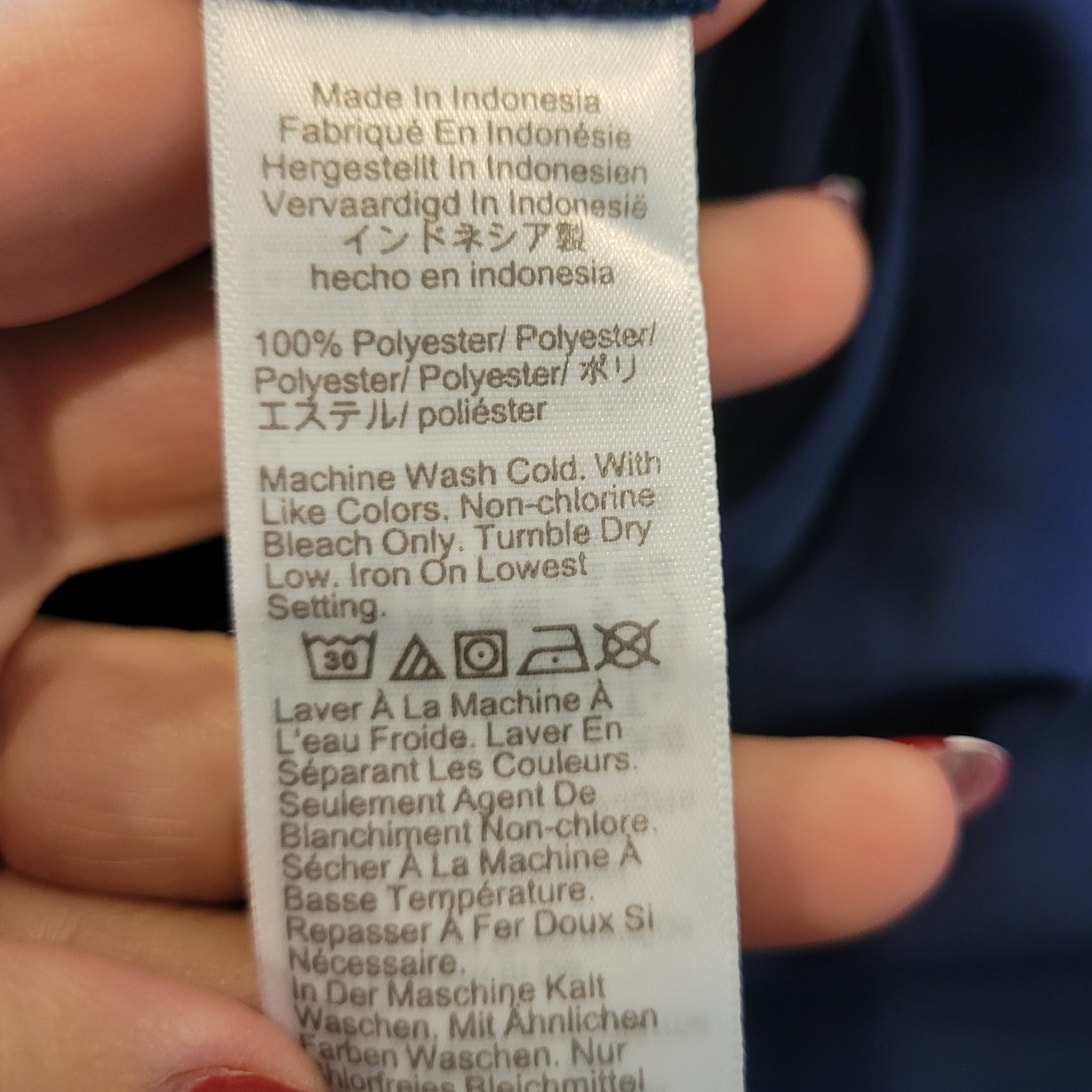 Made In Indonesia
Fabriqué En Indonésie
Hergestellt In Indonesien
Vervaardigd In Indonesië
インドネシア製
hecho en indonesia
100% Polyester/ Polyester/
Polyester/ Polyester/ ポリ
エステル/ poliéster
Machine Wash Cold. With
Like Colors. Non-chlorine
Bleach Only. Tumble Dry
Low. Iron On Lowest
Setting.
30
Laver À La Machine À
L'eau Froide. Laver En
Séparant Les Couleurs.
Seulement Agent De
Blanchiment Non-chlore.
Sécher À La Machine À
Basse Température.
Repasser À Fer Doux Si
Nécessaire.
In Der Maschine Kalt
Waschen, Mit Ähnlichen
Farben Waschen. Nur
Chlorfreies Bleichmittel